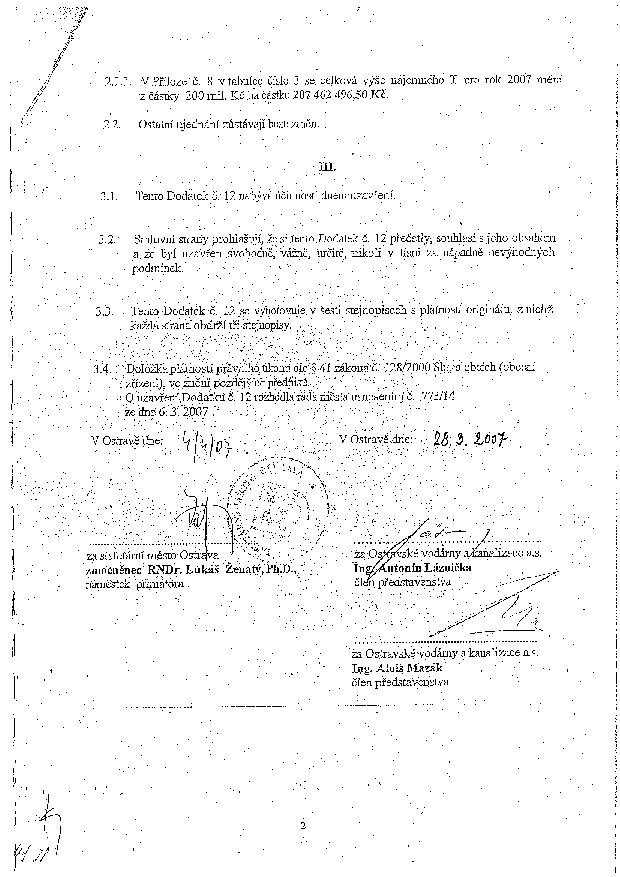 2.1.3. V Příloze č. 8 v tabulce číslo 3 se celková výše nájemného T pro rok 2007 mění
z částky 200 mil. Kč na částku 207 462 496,50 Kč.
2.2. Ostatní ujednání zůstávají beze změn.
III.
3.1. Tento Dodatek č. 12 nabývá účinnosti dnem uzavření.
3.2. Smluvní strany prohlašují, že si tento Dodatek č. 12 přečetly, souhlasí s jeho obsahem
a že byl uzavřen svobodně, vážně, určitě, nikoli v tísni za nápadně nevýhodných
podmínek.
3.3. Tento Dodatek č. 12 se vyhotovuje v šesti stejnopisech s platností originálu, z nichž
každá strana obdrží tři stejnopisy.
3.4. Doložka platnosti právního úkonu dle § 41 zákona č. 128/2000 Sb., o obcích (obecní
zřízení), ve znění pozdějších předpisů.
O uzavření Dodatku č. 12 rozhodla rada města usnesením č.
ze dne 6. 3. 2007
V Ostravě dne: 4/4/07 V Ostravě dne: 28. 3. 2007
za statutární město Ostrava za Ostravské vodárny a kanalizace a.s.
zmocněnec RNDr. Lukáš Ženatý, Ph.D., Ing. Antonín Láznička
náměstek primátora člen představenstva
za Ostravské vodárny a kanalizace a.s.
Ing. Aleš Mazák
člen představenstva
2